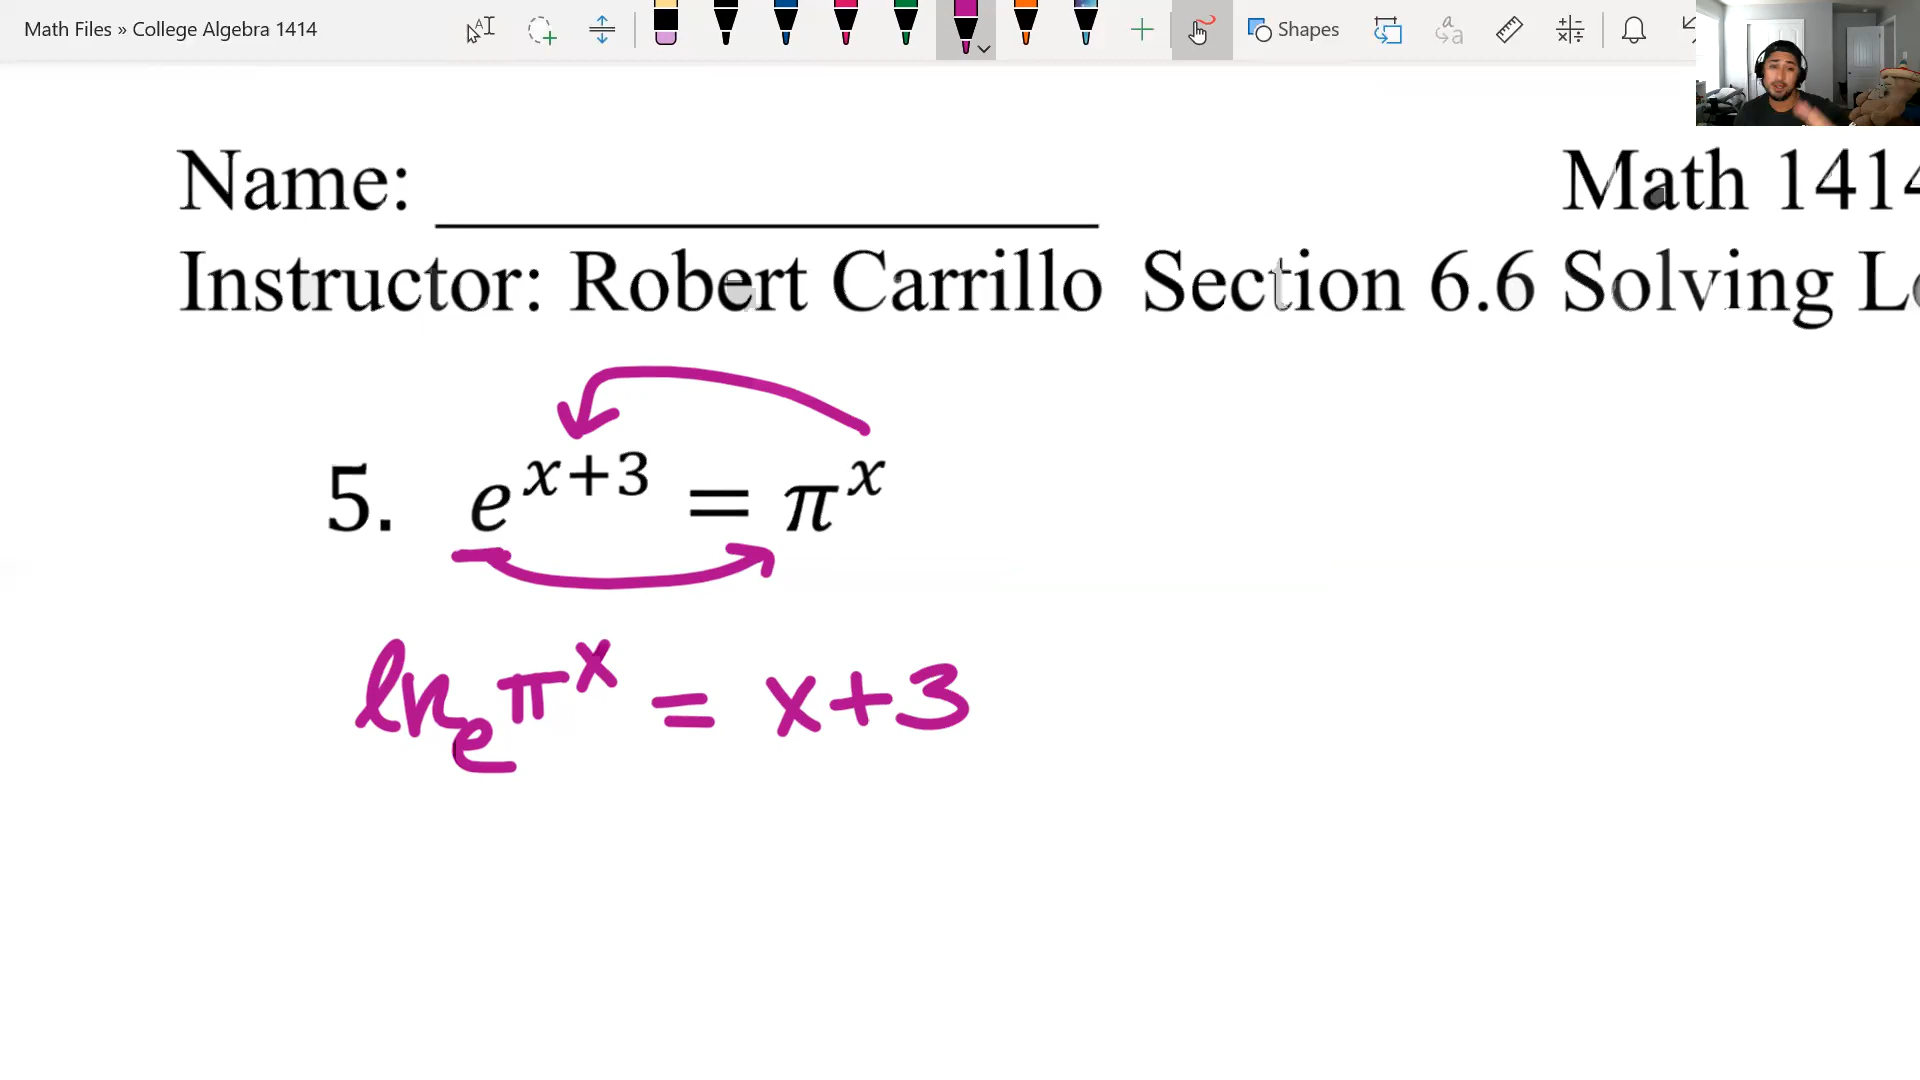 Math Files » College Algebra 1414
Shapes
Name: ____________________ Math 1414
Instructor: Robert Carrillo Section 6.6 Solving
5. e^{x+3} = π^x
ln_e π^x = x+3